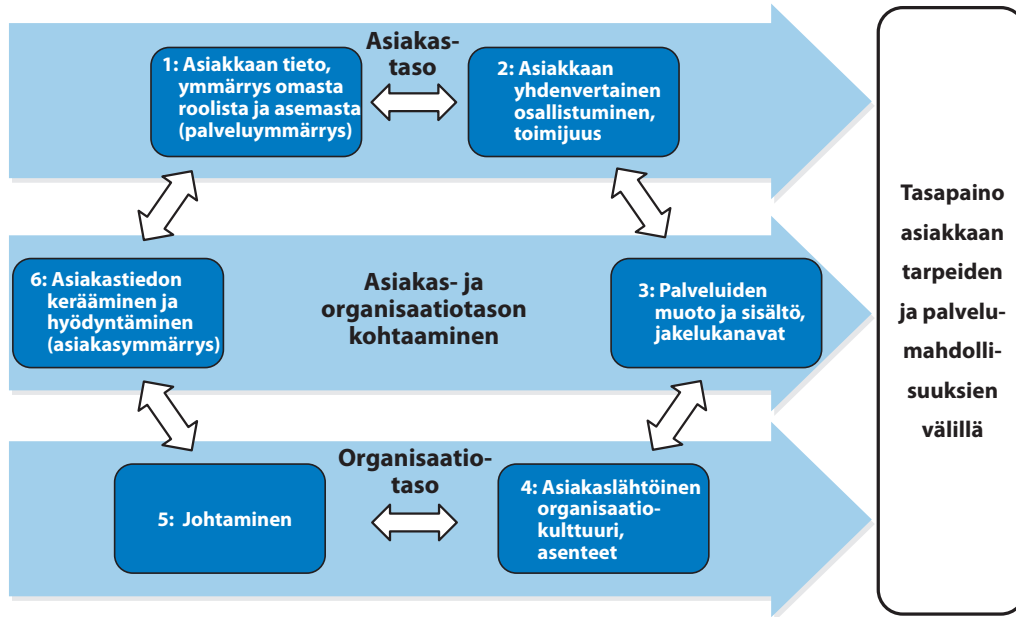 Asiakas-
taso
1: Asiakkaan tieto,
ymmärrys omasta
roolista ja asemasta
(palveluymmärrys)
2: Asiakkaan
yhdenvertainen
osallistuminen,
toimijuus
6: Asiakastiedon
kerääminen ja
hyödyntäminen
(asiakasymmärrys)
Asiakas- ja
organisaatiotason
kohtaaminen
3: Palveluiden
muoto ja sisältö,
jakelukanavat
Organisaatio-
taso
5: Johtaminen
4: Asiakaslähtöinen
organisaatio-
kulttuuri,
asenteet
Tasapaino
asiakkaan
tarpeiden
ja palvelu-
mahdolli-
suuksien
välillä